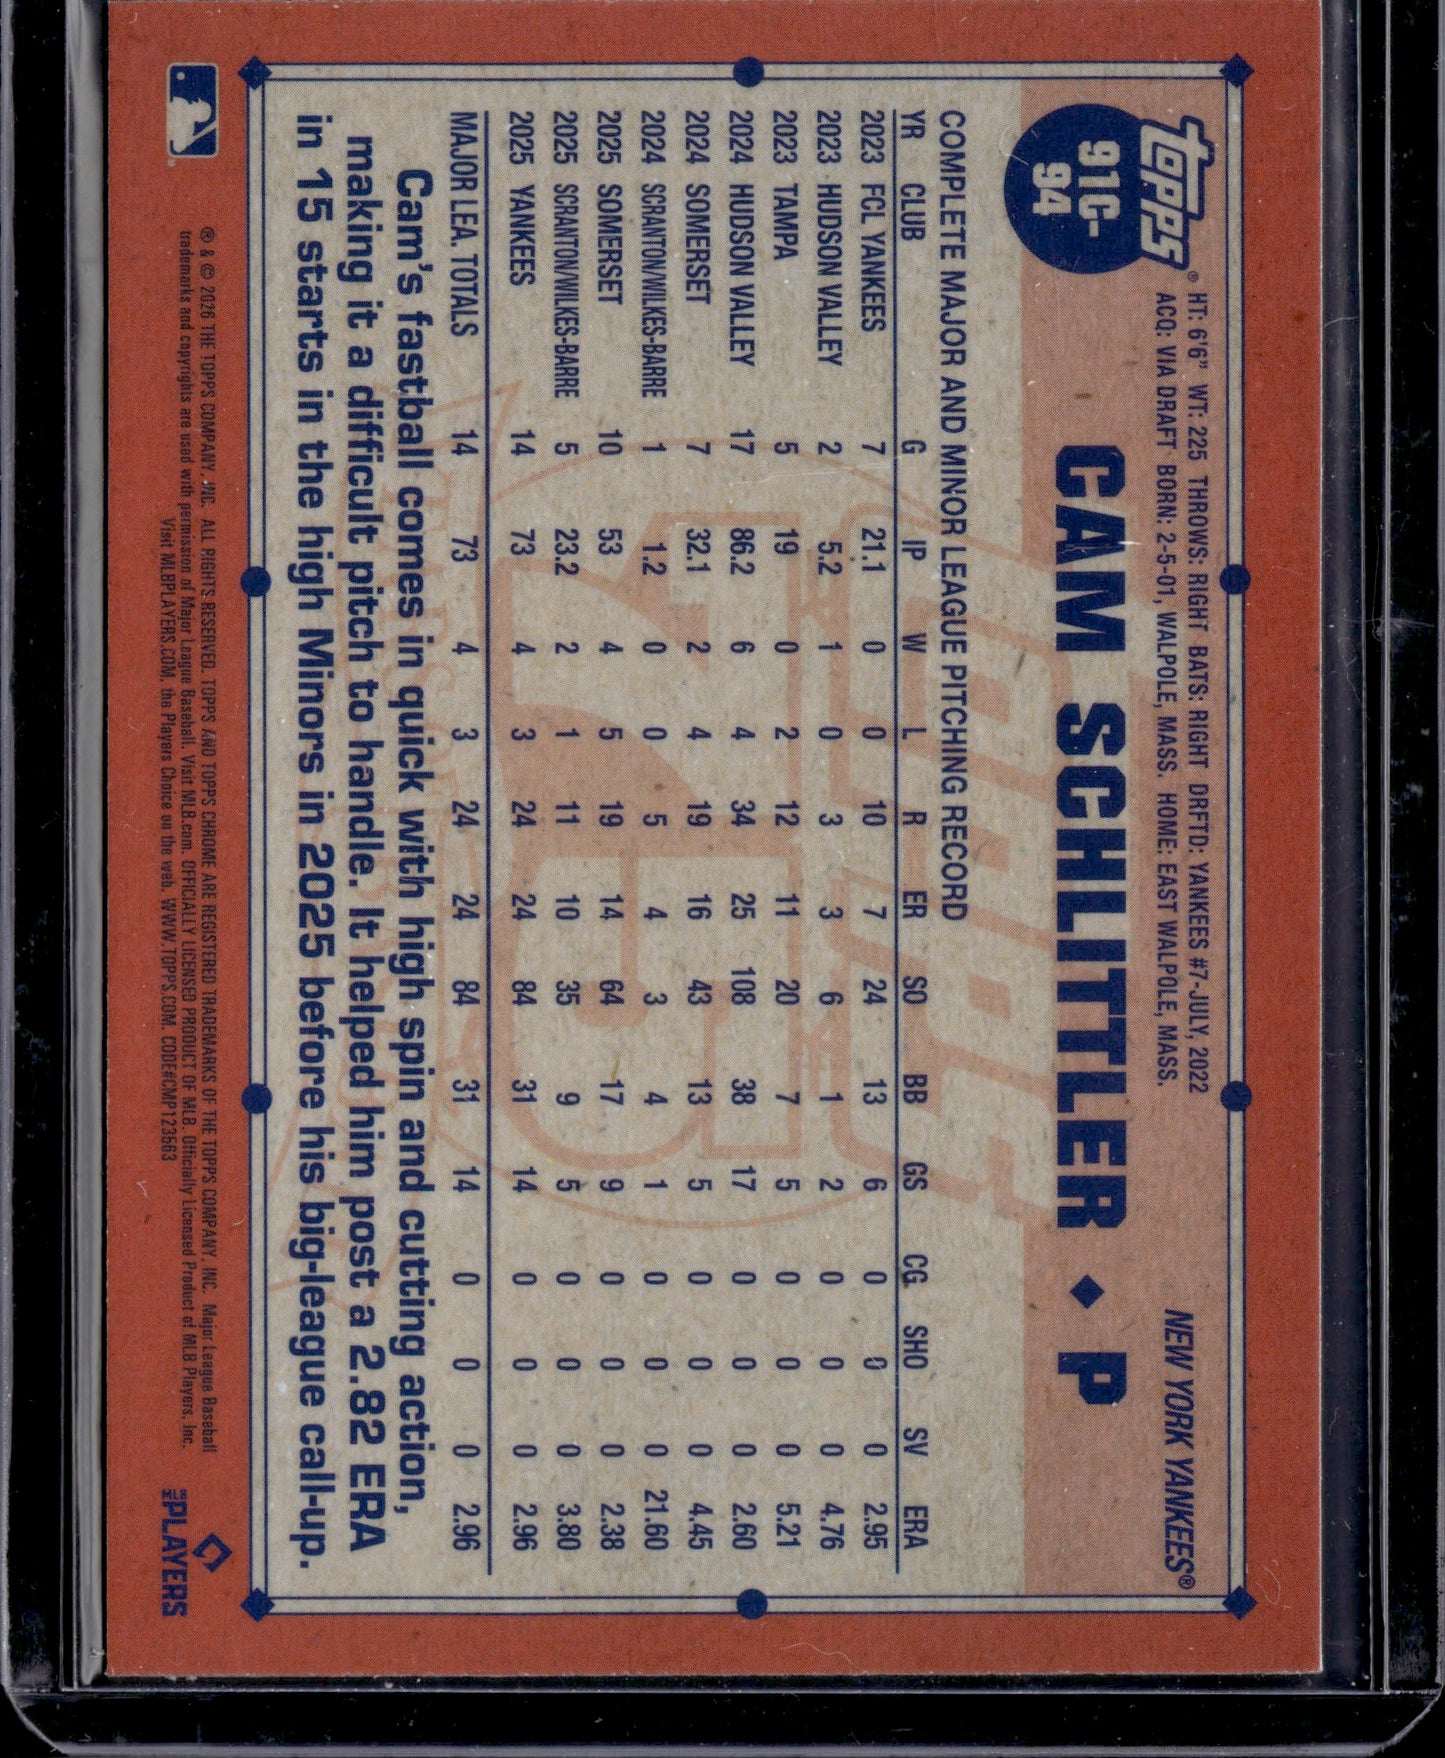 topps®
91C-
94
HT: 6'6" WT: 225 THROWS: RIGHT BATS: RIGHT DRFTD: YANKEES #7-JULY, 2022
ACQ: VIA DRAFT BORN: 2-5-01, WALPOLE, MASS. HOME: EAST WALPOLE, MASS.
NEW YORK YANKEES®
CAM SCHLITTLER ◆ P
COMPLETE MAJOR AND MINOR LEAGUE PITCHING RECORD
YR CLUB G IP W L R ER SO BB GS CG SHO SV ERA
2023 FCL YANKEES 7 21.1 0 0 10 7 24 13 6 0 0 0 2.95
2023 HUDSON VALLEY 2 5.2 1 0 3 3 6 1 2 0 0 0 4.76
2023 TAMPA 5 19 0 2 12 11 20 7 5 0 0 0 5.21
2024 HUDSON VALLEY 17 86.2 6 4 34 25 108 38 17 0 0 0 2.60
2024 SOMERSET 7 32.1 2 4 19 16 43 13 5 0 0 0 4.45
2024 SCRANTON/WILKES-BARRE 1 1.2 0 0 5 4 3 4 1 0 0 0 21.60
2025 SOMERSET 10 53 4 5 19 14 64 17 9 0 0 0 2.38
2025 SCRANTON/WILKES-BARRE 5 23.2 2 1 11 10 35 9 5 0 0 0 3.80
2025 YANKEES 14 73 4 3 24 24 84 31 14 0 0 0 2.96
MAJOR LEA. TOTALS 14 73 4 3 24 24 84 31 14 0 0 0 2.96
Cam's fastball comes in quick with high spin and cutting action,
making it a difficult pitch to handle. It helped him post a 2.82 ERA
in 15 starts in the high Minors in 2025 before his big-league call-up.
® & © 2026 THE TOPPS COMPANY, INC. ALL RIGHTS RESERVED. TOPPS AND TOPPS CHROME ARE REGISTERED TRADEMARKS OF THE TOPPS COMPANY, INC. Major League Baseball
trademarks and copyrights are used with permission of Major League Baseball. Visit MLB.com. OFFICIALLY LICENSED PRODUCT OF MLB. Officially Licensed Product of MLB Players, Inc.
Visit MLBPLAYERS.COM, the Players Choice on the web. WWW.TOPPS.COM. CODE#CMP123563
MLB PLAYERS